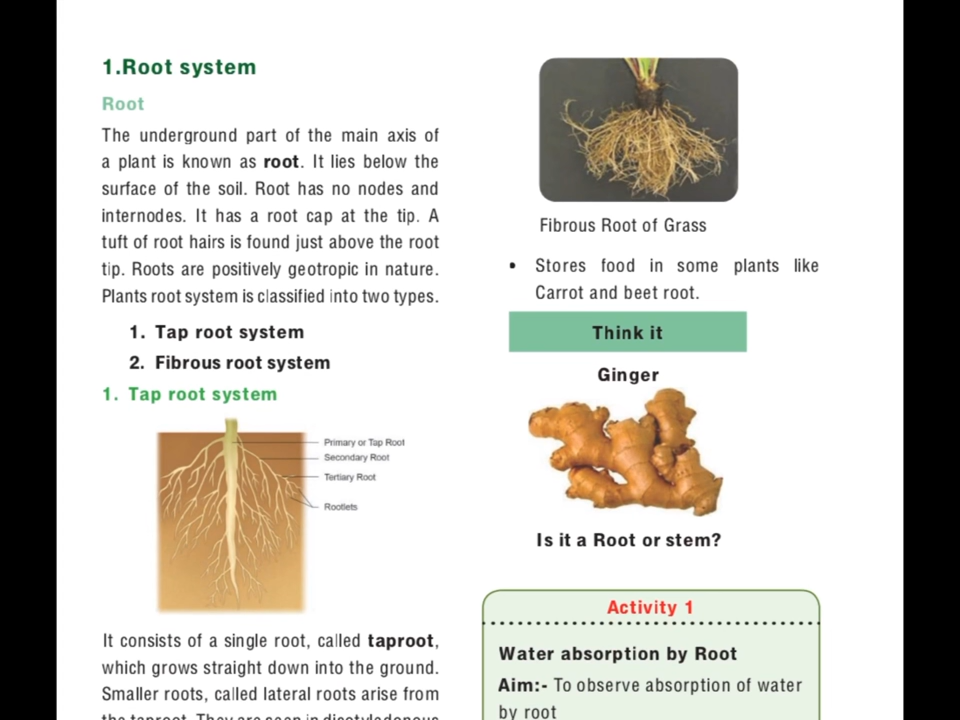 1.Root system
Root
The underground part of the main axis of
a plant is known as root. It lies below the
surface of the soil. Root has no nodes and
internodes. It has a root cap at the tip. A
tuft of root hairs is found just above the root
tip. Roots are positively geotropic in nature.
Plants root system is classified into two types.
1. Tap root system
2. Fibrous root system
1. Tap root system
Primary or Tap Root
Secondary Root
Tertiary Root
Rootlets
It consists of a single root, called taproot,
which grows straight down into the ground.
Smaller roots, called lateral roots arise from
the taproot. They are seen in dicotyledonous
Fibrous Root of Grass
• Stores food in some plants like
Carrot and beet root.
Think it
Ginger
Is it a Root or stem?
Activity 1
Water absorption by Root
Aim:- To observe absorption of water
by root